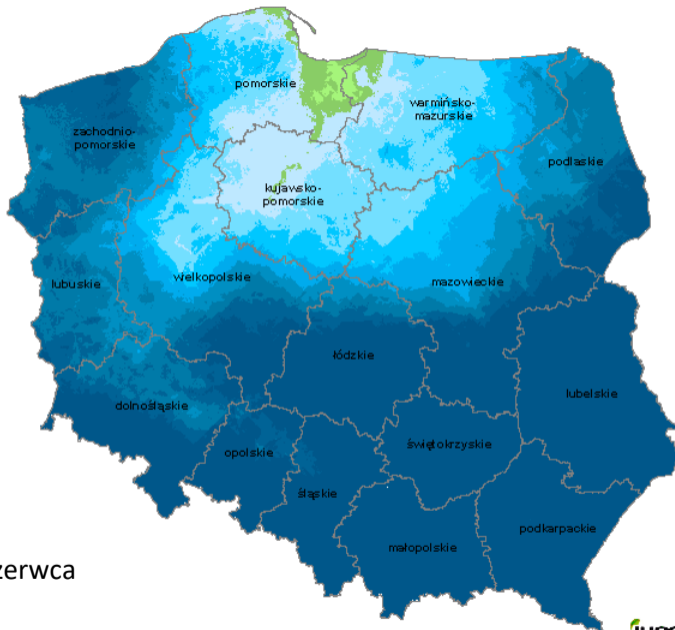 pomorskie
warmińsko-
mazurskie
zachodnio-
pomorskie
podlaskie
kujawsko-
pomorskie
lubuskie
wielkopolskie
mazowieckie
łódzkie
lubelskie
dolnośląskie
świętokrzyskie
opolskie
śląskie
podkarpackie
małopolskie
zerwca